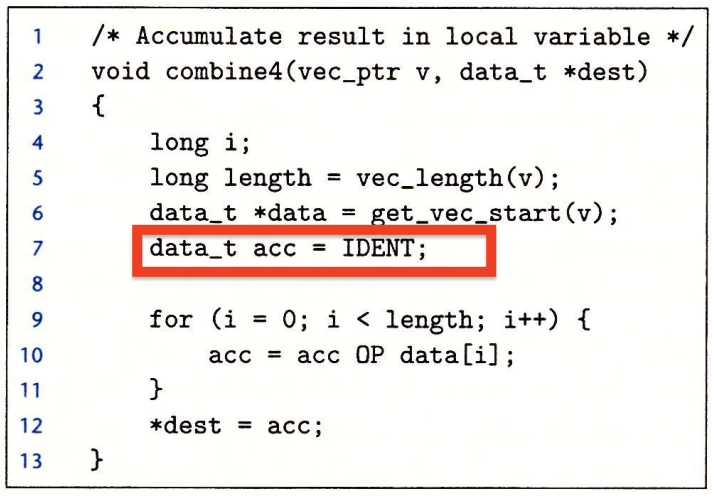 1 /* Accumulate result in local variable */
2 void combine4(vec_ptr v, data_t *dest)
3 {
4 long i;
5 long length = vec_length(v);
6 data_t *data = get_vec_start(v);
7 data_t acc = IDENT;
8
9 for (i = 0; i < length; i++) {
10 acc = acc OP data[i];
11 }
12 *dest = acc;
13 }